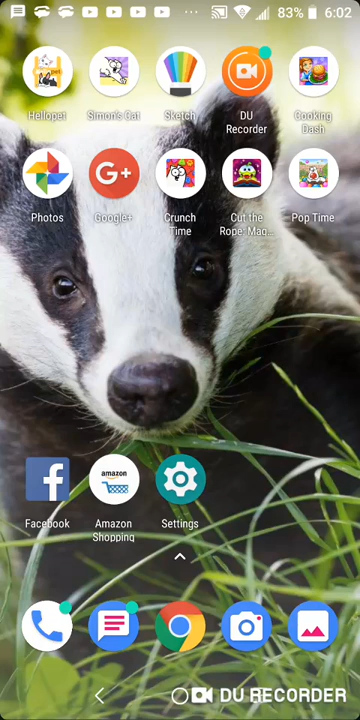 83% 6:02
Hellopet Simon's Cat Sketch DU Recorder Cooking Dash
Photos Google+ Crunch Time Cut the Rope: Mag... Pop Time
G+
f
amazon
Facebook Amazon Shopping Settings
DU RECORDER